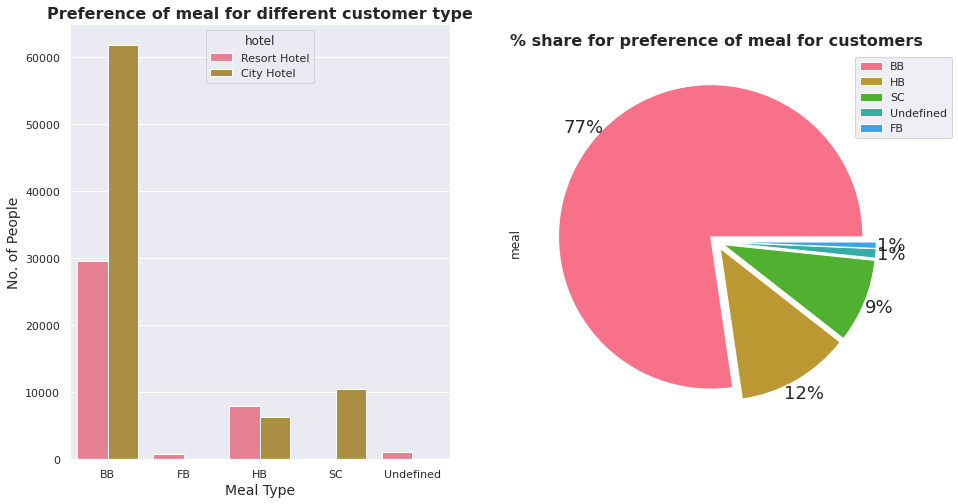 Preference of meal for different customer type
hotel
Resort Hotel
City Hotel
60000
50000
40000
30000
20000
10000
0
No. of People
BB
FB
HB
SC
Undefined
Meal Type
% share for preference of meal for customers
BB
HB
SC
Undefined
FB
meal
77%
12%
9%
1%
1%